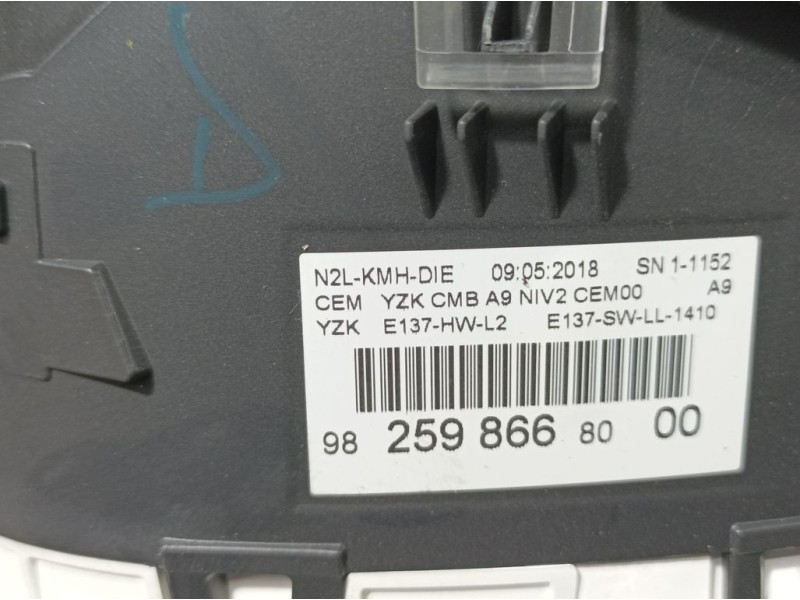 N2L-KMH-DIE 09:05:2018 SN 1-1152
CEM YZK CMB A9 NIV2 CEM00 A9
YZK E137-HW-L2 E137-SW-LL-1410
98 259 866 80 00